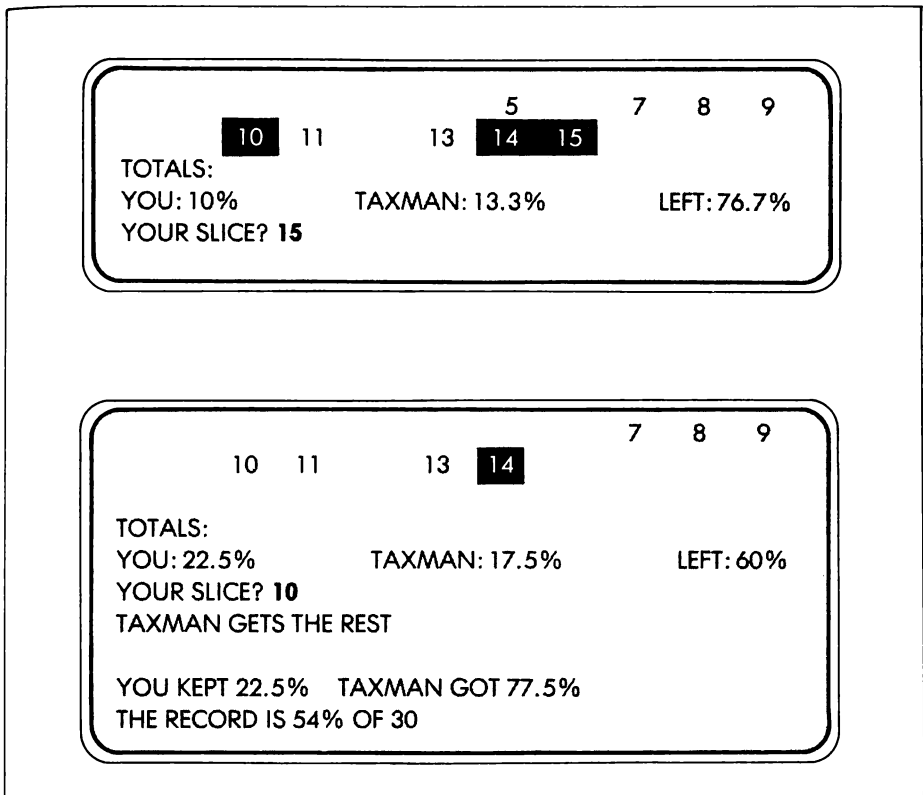 5 7 8 9
10 11 13 14 15
TOTALS:
YOU: 10% TAXMAN: 13.3% LEFT: 76.7%
YOUR SLICE? 15
7 8 9
10 11 13 14
TOTALS:
YOU: 22.5% TAXMAN: 17.5% LEFT: 60%
YOUR SLICE? 10
TAXMAN GETS THE REST
YOU KEPT 22.5% TAXMAN GOT 77.5%
THE RECORD IS 54% OF 30